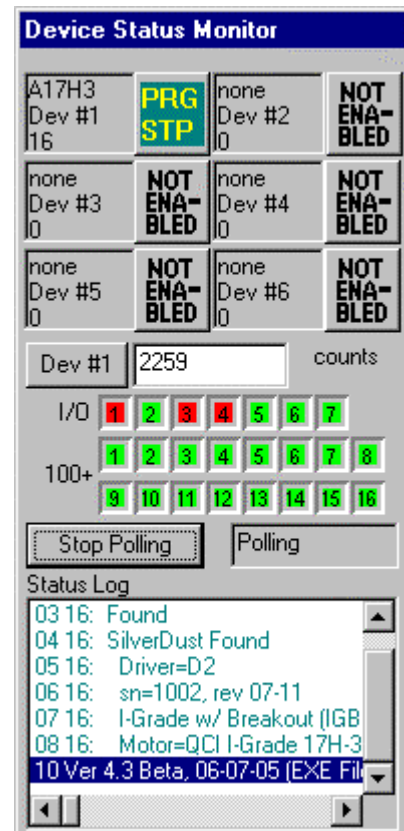 Device Status Monitor
A17H3
Dev #1
16
PRG
STP
none
Dev #2
0
NOT
ENA-
BLED
none
Dev #3
0
NOT
ENA-
BLED
none
Dev #4
0
NOT
ENA-
BLED
none
Dev #5
0
NOT
ENA-
BLED
none
Dev #6
0
NOT
ENA-
BLED
Dev #1 2259 counts
I/O 1 2 3 4 5 6 7
100+
1 2 3 4 5 6 7 8
9 10 11 12 13 14 15 16
Stop Polling Polling
Status Log
03 16: Found
04 16: SilverDust Found
05 16: Driver=D2
06 16: sn=1002, rev 07-11
07 16: I-Grade w/ Breakout (IGB
08 16: Motor=QCI I-Grade 17H-3
10 Ver 4.3 Beta, 06-07-05 (EXE File